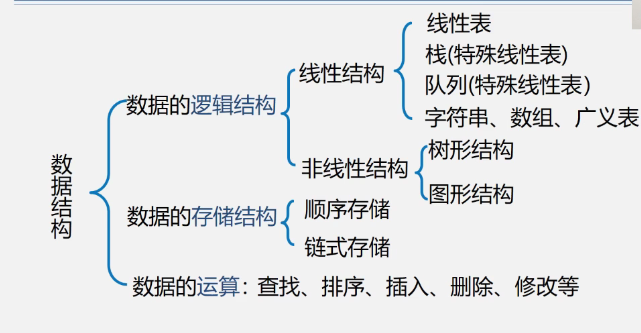 线性表
栈(特殊线性表)
线性结构
队列(特殊线性表)
数据的逻辑结构
字符串、数组、广义表
树形结构
非线性结构
数据结构
图形结构
顺序存储
数据的存储结构
链式存储
数据的运算：查找、排序、插入、删除、修改等